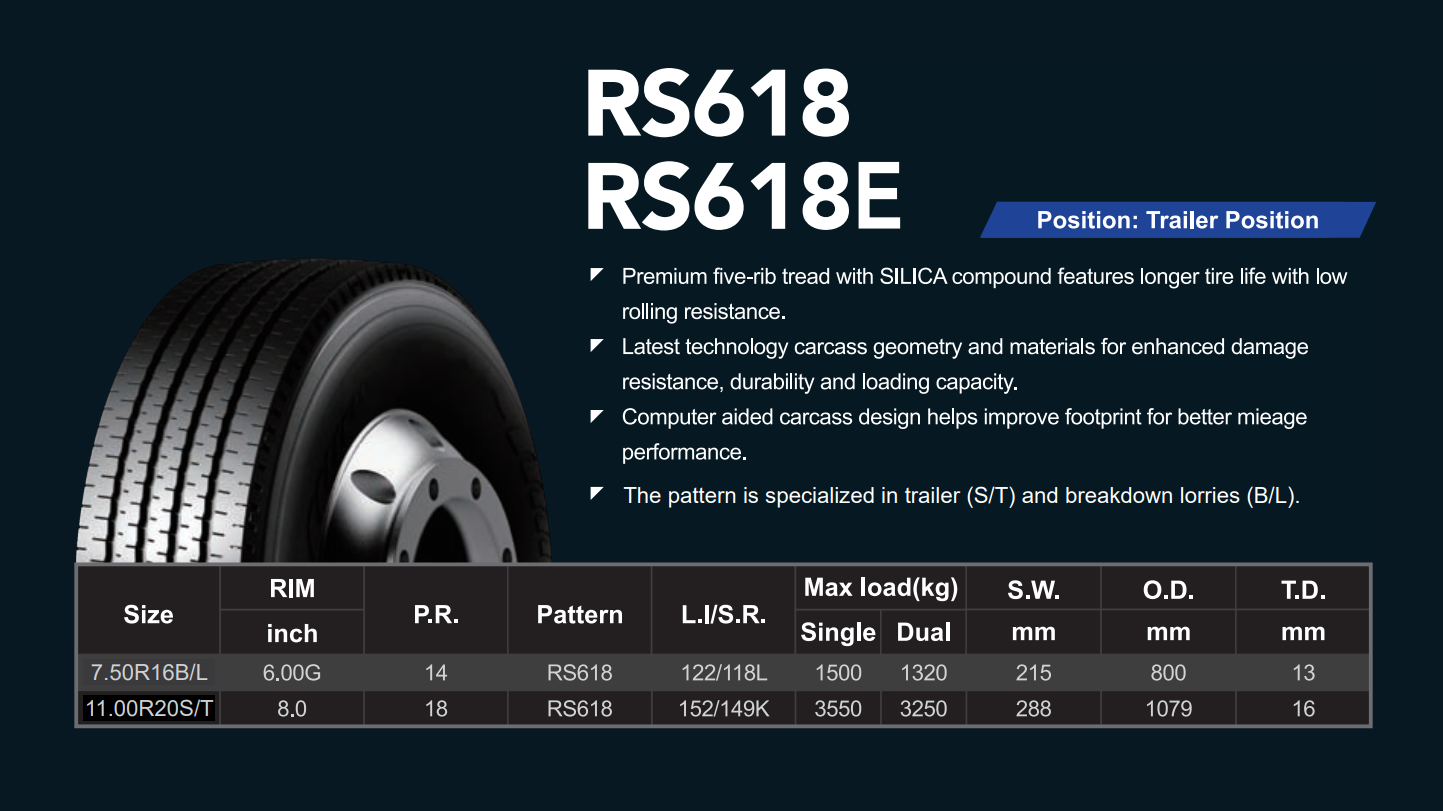 RS618
RS618E
Position: Trailer Position
Premium five-rib tread with SILICA compound features longer tire life with low
rolling resistance.
Latest technology carcass geometry and materials for enhanced damage
resistance, durability and loading capacity.
Computer aided carcass design helps improve footprint for better mieage
performance.
The pattern is specialized in trailer (S/T) and breakdown lorries (B/L).
Size RIM inch P.R. Pattern L.I/S.R. Max load(kg) S.W. O.D. T.D.
Single Dual mm mm mm
7.50R16B/L 6.00G 14 RS618 122/118L 1500 1320 215 800 13
11.00R20S/T 8.0 18 RS618 152/149K 3550 3250 288 1079 16